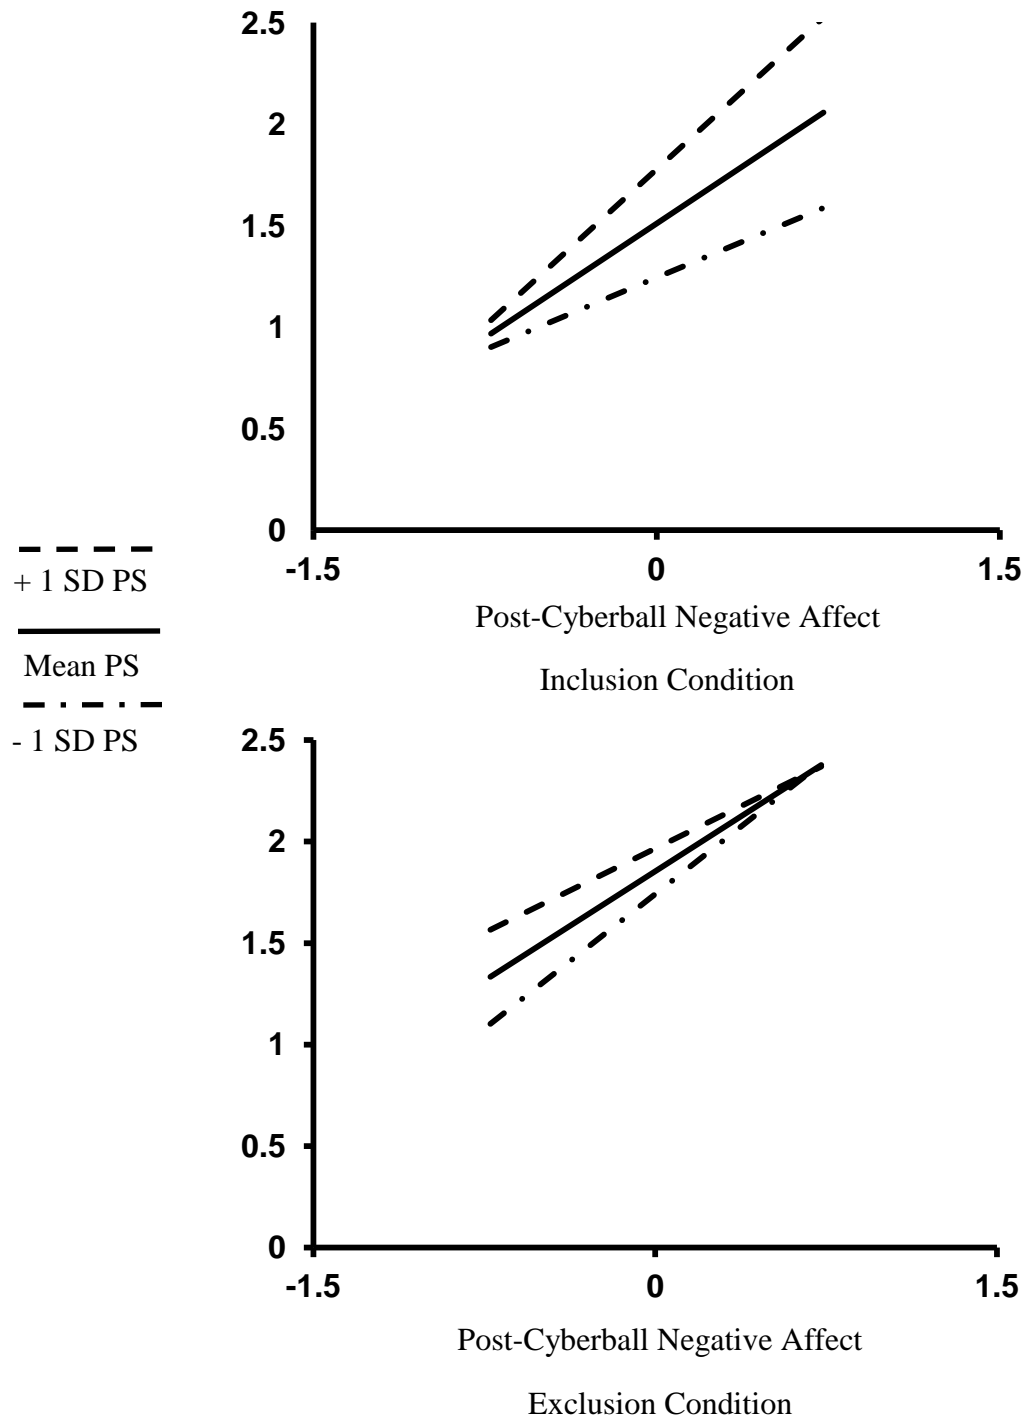 2.5
2
1.5
1
0.5
0
-1.5 0 1.5
Post-Cyberball Negative Affect
Inclusion Condition
+ 1 SD PS
Mean PS
- 1 SD PS
2.5
2
1.5
1
0.5
0
-1.5 0 1.5
Post-Cyberball Negative Affect
Exclusion Condition